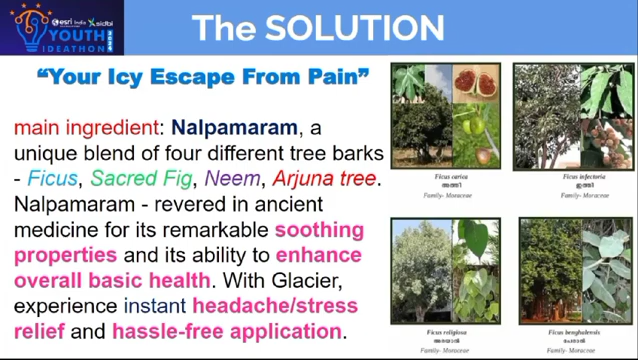 esri India sidbi
YOUTH
IDEATHON
The SOLUTION
“Your Icy Escape From Pain”
main ingredient: Nalpamaram, a
unique blend of four different tree barks
- Ficus, Sacred Fig, Neem, Arjuna tree.
Nalpamaram - revered in ancient
medicine for its remarkable soothing
properties and its ability to enhance
overall basic health. With Glacier,
experience instant headache/stress
relief and hassle-free application.
Ficus carica
അത്തി
Family- Moraceae
Ficus infectoria
ഇത്തി
Family- Moraceae
Ficus religiosa
അരയാൽ
Family- Moraceae
Ficus benghalensis
പേരാൽ
Family- Moraceae